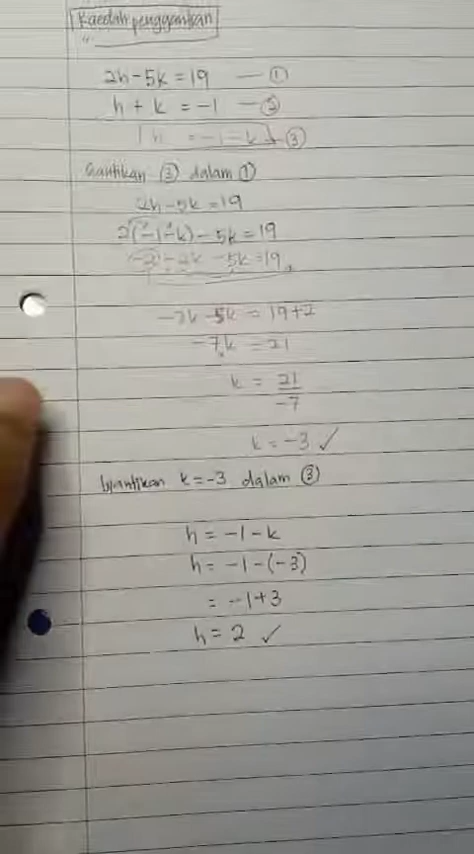 Kaedah penggantikan
2h - 5k = 19 — ①
h + k = -1 — ②
h = -1 - k ③
Gantikan ③ dalam ①
2h - 5k = 19
2(-1 - k) - 5k = 19
-2 - 2k - 5k = 19
-2k - 5k = 19 + 2
-7k = 21
k = 21/-7
k = -3 ✓
Gantikan k = -3 dalam ③
h = -1 - k
h = -1 - (-3)
= -1 + 3
h = 2 ✓